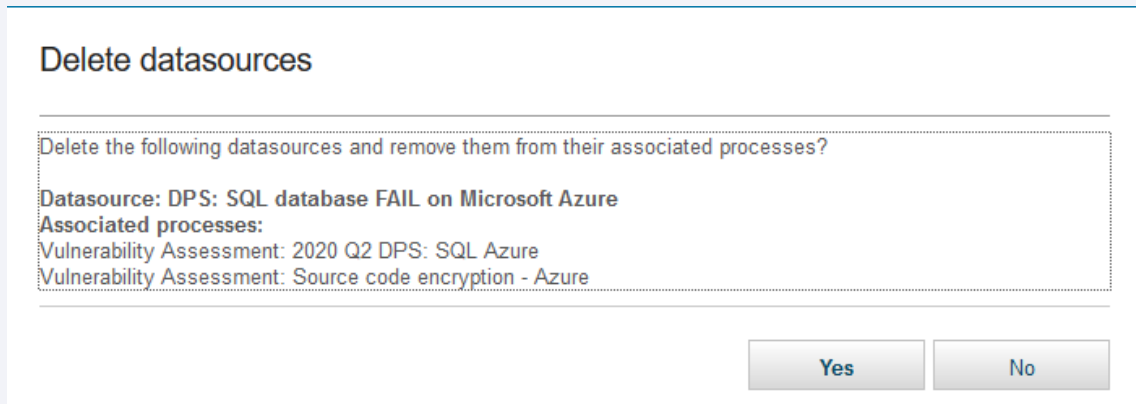 Delete datasources
Delete the following datasources and remove them from their associated processes?
Datasource: DPS: SQL database FAIL on Microsoft Azure
Associated processes:
Vulnerability Assessment: 2020 Q2 DPS: SQL Azure
Vulnerability Assessment: Source code encryption - Azure
Yes
No